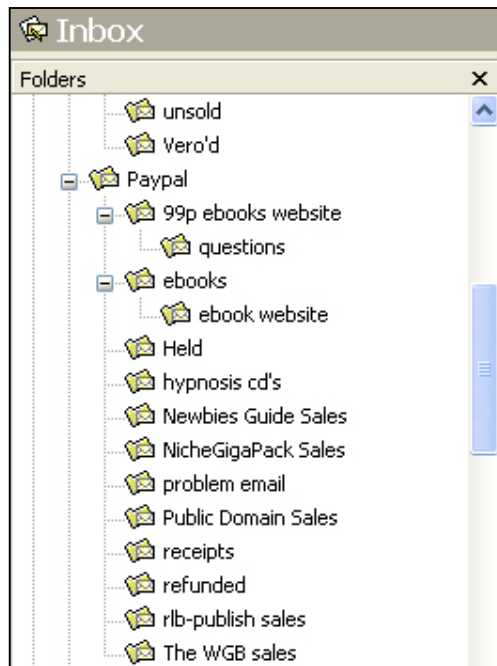 Inbox
Folders
unsold
Vero'd
Paypal
99p ebooks website
questions
ebooks
ebook website
Held
hypnosis cd's
Newbies Guide Sales
NicheGigaPack Sales
problem email
Public Domain Sales
receipts
refunded
rlb-publish sales
The WGB sales